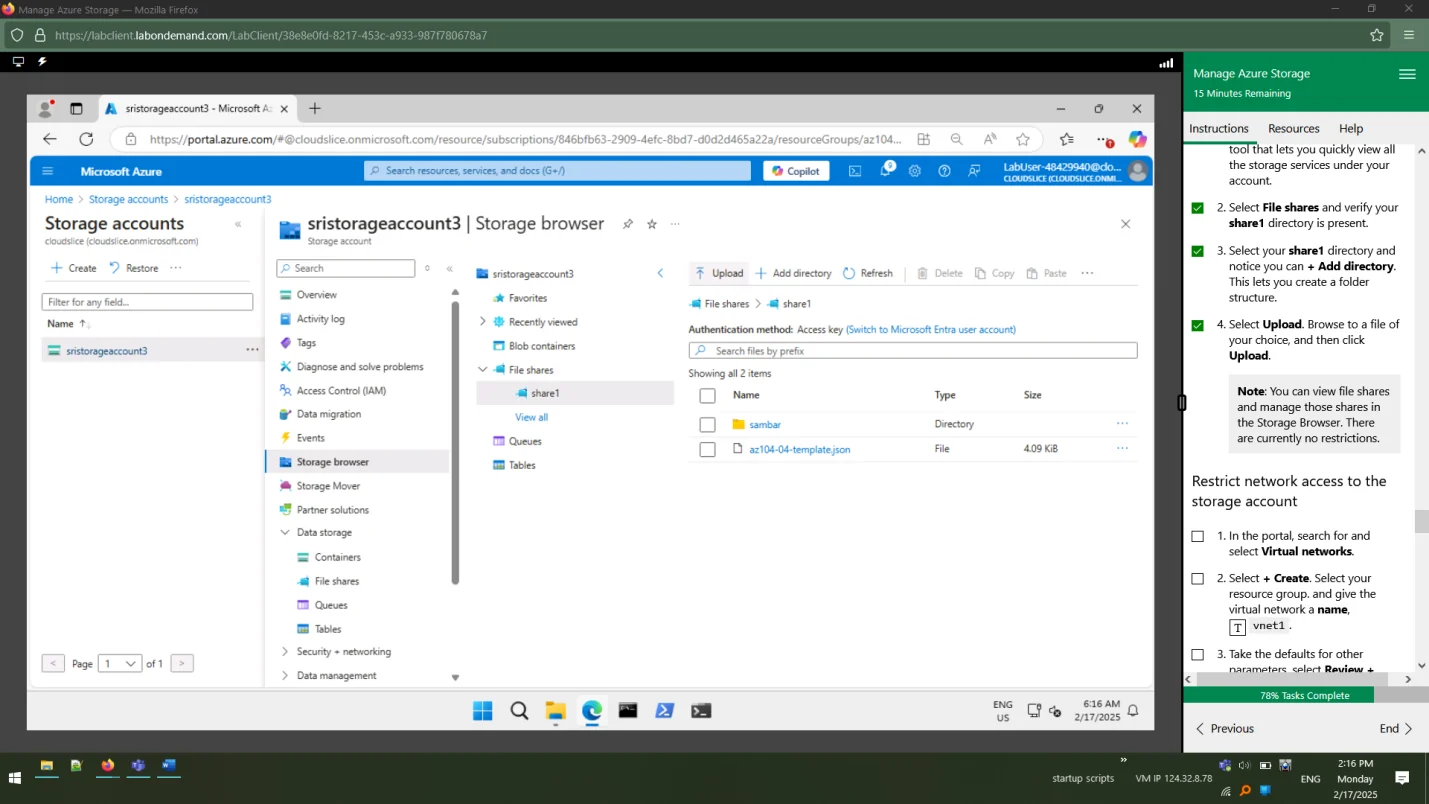 Manage Azure Storage — Mozilla Firefox
https://labclient.labondemand.com/LabClient/38e8e0fd-8217-453c-a933-987f780678a7
sristorageaccount3 - Microsoft Az
https://portal.azure.com/#@cloudslice.onmicrosoft.com/resource/subscriptions/846bfb63-2909-4efc-8bd7-d0d2d465a22a/resourceGroups/az104...
Microsoft Azure
Search resources, services, and docs (G+/)
Copilot
LabUser-48429940@clo...
CLOUDSLICE (CLOUDSLICE.ONMI...
Home > Storage accounts > sristorageaccount3
Storage accounts
cloudslice (cloudslice.onmicrosoft.com)
Create
Restore
Filter for any field...
Name
sristorageaccount3
Page 1 of 1
sristorageaccount3 | Storage browser
Storage account
Search
Overview
Activity log
Tags
Diagnose and solve problems
Access Control (IAM)
Data migration
Events
Storage browser
Storage Mover
Partner solutions
Data storage
Containers
File shares
Queues
Tables
Security + networking
Data management
sristorageaccount3
Favorites
Recently viewed
Blob containers
File shares
share1
View all
Queues
Tables
Upload
Add directory
Refresh
Delete
Copy
Paste
File shares > share1
Authentication method: Access key (Switch to Microsoft Entra user account)
Search files by prefix
Showing all 2 items
Name Type Size
sambar Directory
az104-04-template.json File 4.09 KiB
ENG
US
6:16 AM
2/17/2025
Manage Azure Storage
15 Minutes Remaining
Instructions Resources Help
tool that lets you quickly view all
the storage services under your
account.
2. Select File shares and verify your
share1 directory is present.
3. Select your share1 directory and
notice you can + Add directory.
This lets you create a folder
structure.
4. Select Upload. Browse to a file of
your choice, and then click
Upload.
Note: You can view file shares
and manage those shares in
the Storage Browser. There
are currently no restrictions.
Restrict network access to the
storage account
1. In the portal, search for and
select Virtual networks.
2. Select + Create. Select your
resource group. and give the
virtual network a name,
T vnet1.
3. Take the defaults for other
parameters, select Review +
78% Tasks Complete
Previous
End
startup scripts
VM IP 124.32.8.78
ENG
2:16 PM
Monday
2/17/2025